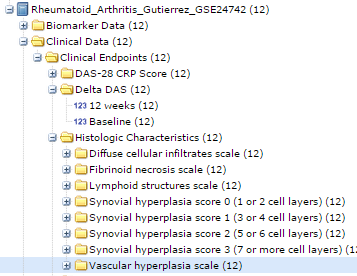 Rheumatoid_Arthritis_Gutierrez_GSE24742 (12)
Biomarker Data (12)
Clinical Data (12)
Clinical Endpoints (12)
DAS-28 CRP Score (12)
Delta DAS (12)
123 12 weeks (12)
123 Baseline (12)
Histologic Characteristics (12)
Diffuse cellular infiltrates scale (12)
Fibrinoid necrosis scale (12)
Lymphoid structures scale (12)
Synovial hyperplasia score 0 (1 or 2 cell layers) (12)
Synovial hyperplasia score 1 (3 or 4 cell layers) (12)
Synovial hyperplasia score 2 (5 or 6 cell layers) (12)
Synovial hyperplasia score 3 (7 or more cell layers) (12)
Vascular hyperplasia scale (12)